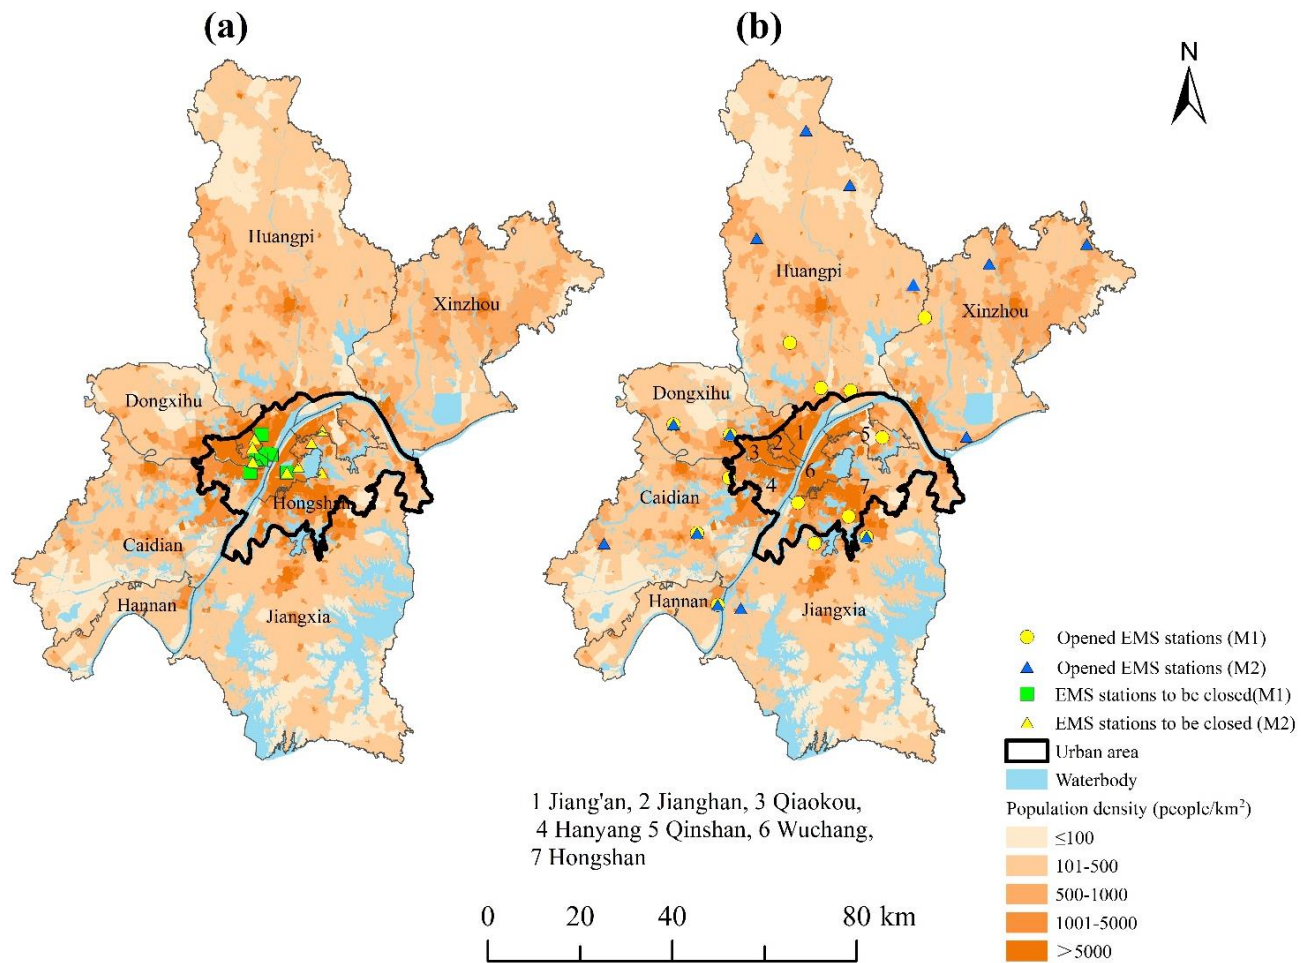 (a)
(b)
N
Huangpi
Xinzhou
Dongxihu
Hongshan
Caidian
Hannan
Jiangxia
Huangpi
Xinzhou
Dongxihu
1
2
3
5
6
4
7
Caidian
Hannan
Jiangxia
Opened EMS stations (M1)
Opened EMS stations (M2)
EMS stations to be closed(M1)
EMS stations to be closed (M2)
Urban area
Waterbody
Population density (people/km²)
≤100
101-500
500-1000
1001-5000
>5000
1 Jiang'an, 2 Jianghan, 3 Qiaokou,
4 Hanyang 5 Qinshan, 6 Wuchang,
7 Hongshan
0 20 40 80 km